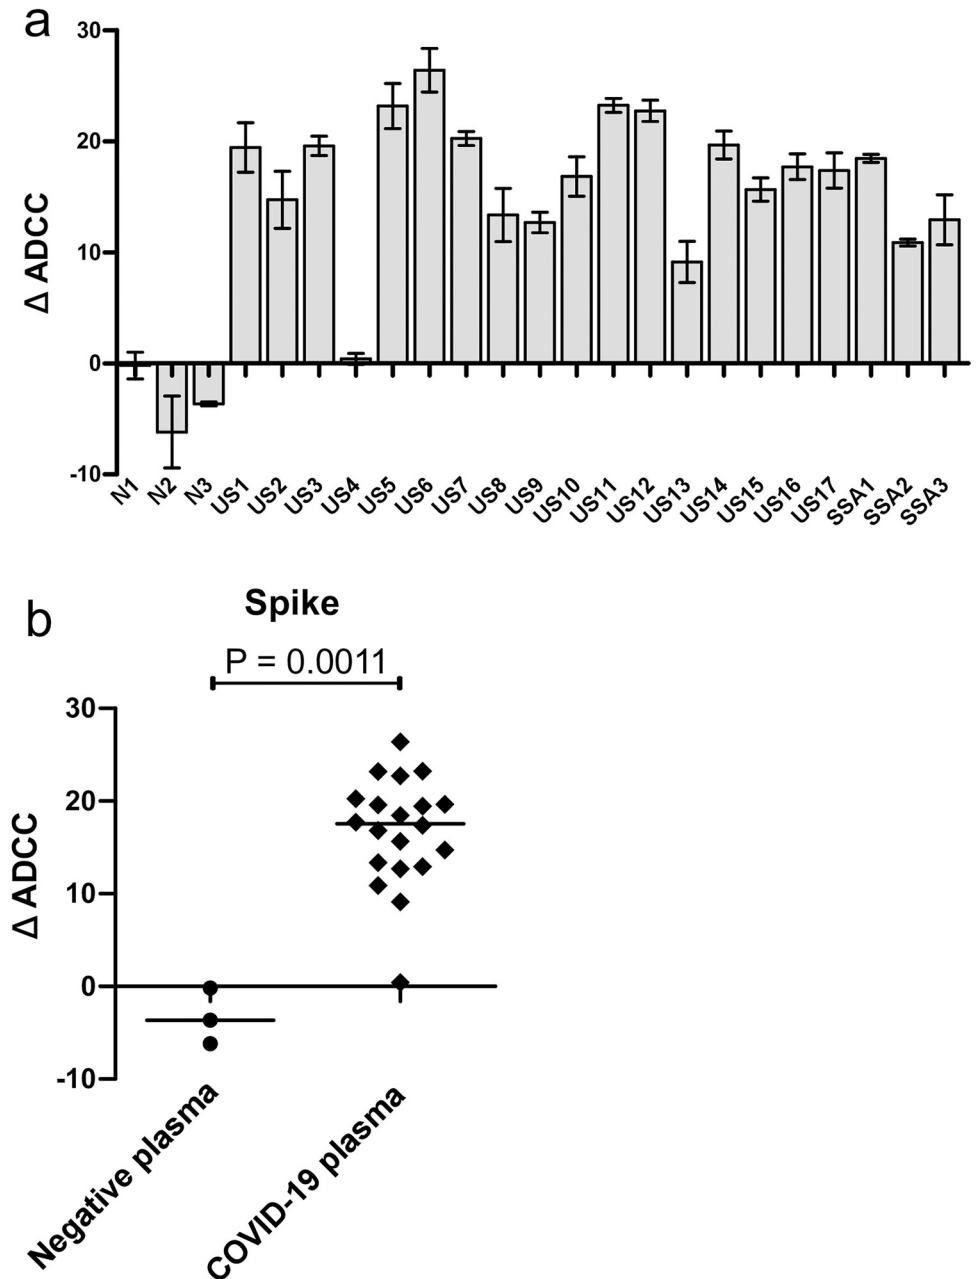 a
30
20
10
0
-10
Δ ADCC
N1
N2
N3
US1
US2
US3
US4
US5
US6
US7
US8
US9
US10
US11
US12
US13
US14
US15
US16
US17
SSA1
SSA2
SSA3
b
Spike
P = 0.0011
30
20
10
0
-10
Δ ADCC
Negative plasma
COVID-19 plasma